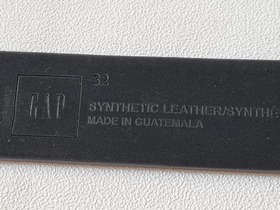 32
GAP
SYNTHETIC LEATHER/SYNTHE
MADE IN GUATEMALA